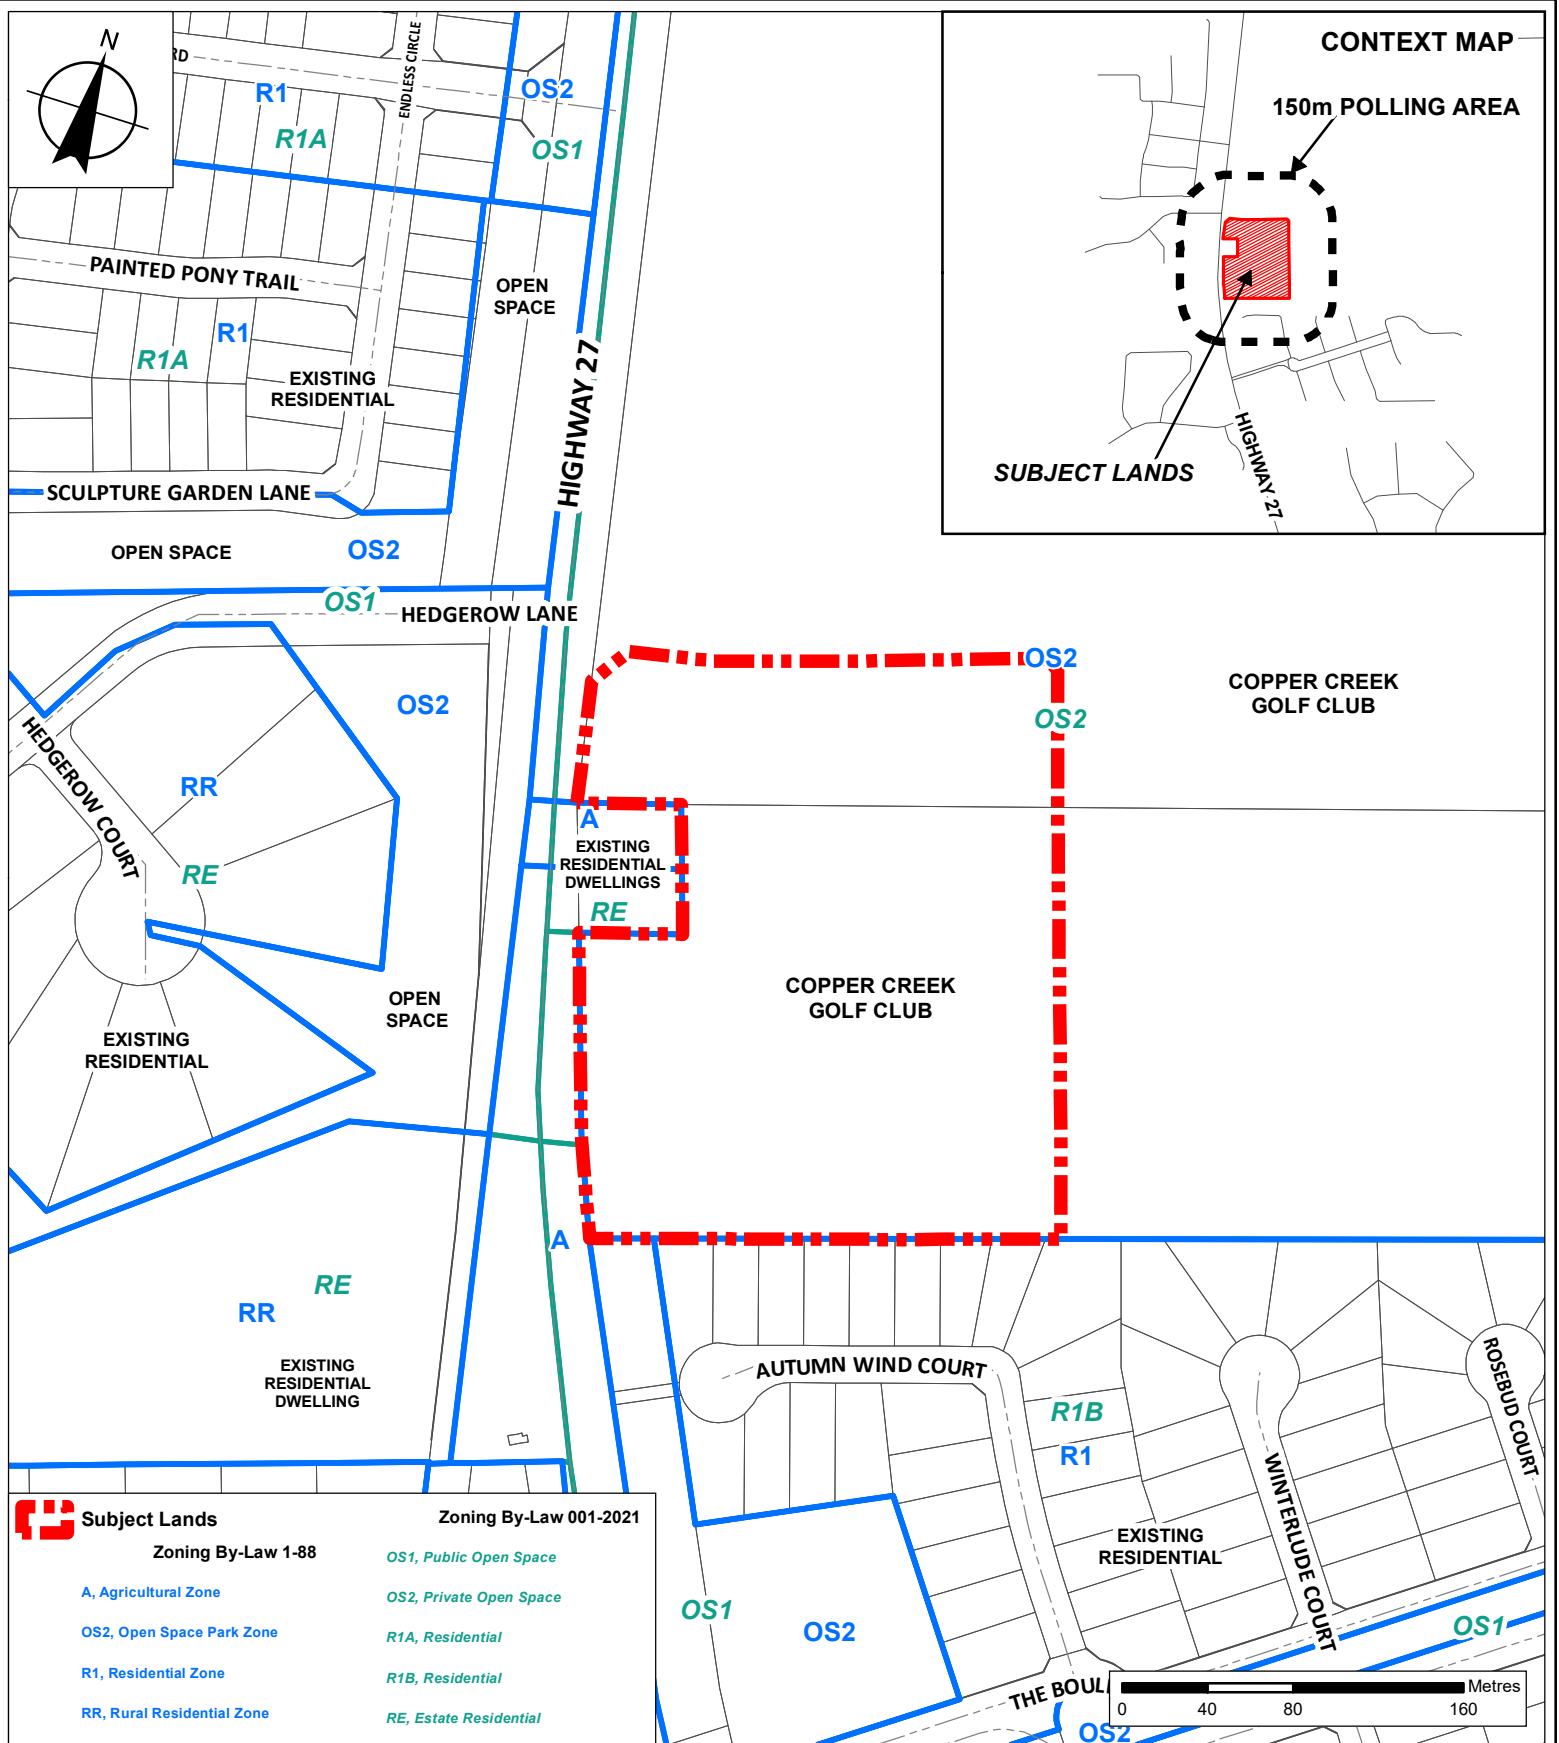 N
RD
ENDLESS CIRCLE
R1
R1A
OS2
OS1
CONTEXT MAP
150m POLLING AREA
SUBJECT LANDS
HIGHWAY 27
PAINTED PONY TRAIL
OPEN
SPACE
R1
R1A
EXISTING
RESIDENTIAL
HIGHWAY 27
SCULPTURE GARDEN LANE
OPEN SPACE
OS2
OS1
HEDGEROW LANE
OS2
OS2
OS2
COPPER CREEK
GOLF CLUB
HEDGEROW COURT
RR
RE
A
EXISTING
RESIDENTIAL
DWELLINGS
RE
COPPER CREEK
GOLF CLUB
OPEN
SPACE
EXISTING
RESIDENTIAL
A
RE
RR
EXISTING
RESIDENTIAL
DWELLING
AUTUMN WIND COURT
R1B
R1
WINTERLUDE COURT
ROSEBUD COURT
EXISTING
RESIDENTIAL
OS1
OS2
OS1
THE BOUL
OS2
Subject Lands
Zoning By-Law 1-88
A, Agricultural Zone
OS2, Open Space Park Zone
R1, Residential Zone
RR, Rural Residential Zone
Zoning By-Law 001-2021
OS1, Public Open Space
OS2, Private Open Space
R1A, Residential
R1B, Residential
RE, Estate Residential
Metres
0 40 80 160